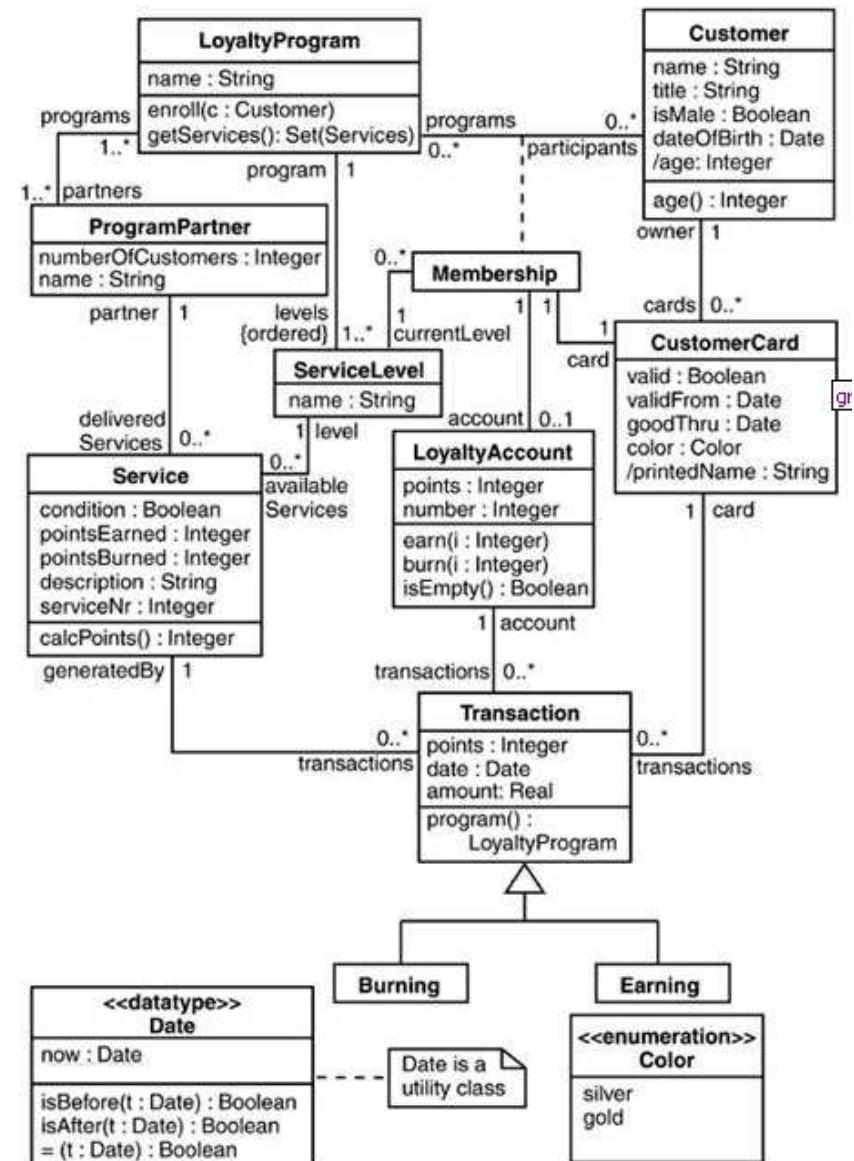 LoyaltyProgram
name : String
enroll(c : Customer)
getServices(): Set(Services)
Customer
name : String
title : String
isMale : Boolean
dateOfBirth : Date
/age: Integer
age() : Integer
programs
1..*
programs
0..*
0..*
participants
program 1
1..* partners
ProgramPartner
numberOfCustomers : Integer
name : String
owner 1
0..*
Membership
partner 1
levels
{ordered} 1..*
1
currentLevel
1 1
1
card
cards 0..*
CustomerCard
valid : Boolean
validFrom : Date
goodThru : Date
color : Color
/printedName : String
gr
ServiceLevel
name : String
delivered
Services 0..*
1 level
0..*
available
Services
account 0..1
LoyaltyAccount
points : Integer
number : Integer
earn(i : Integer)
burn(i : Integer)
isEmpty() : Boolean
Service
condition : Boolean
pointsEarned : Integer
pointsBurned : Integer
description : String
serviceNr : Integer
calcPoints() : Integer
1 card
generatedBy 1
1 account
transactions 0..*
0..*
transactions
Transaction
points : Integer
date : Date
amount: Real
program() :
LoyaltyProgram
0..*
transactions
Burning
Earning
<<datatype>>
Date
now : Date
isBefore(t : Date) : Boolean
isAfter(t : Date) : Boolean
= (t : Date) : Boolean
Date is a
utility class
<<enumeration>>
Color
silver
gold